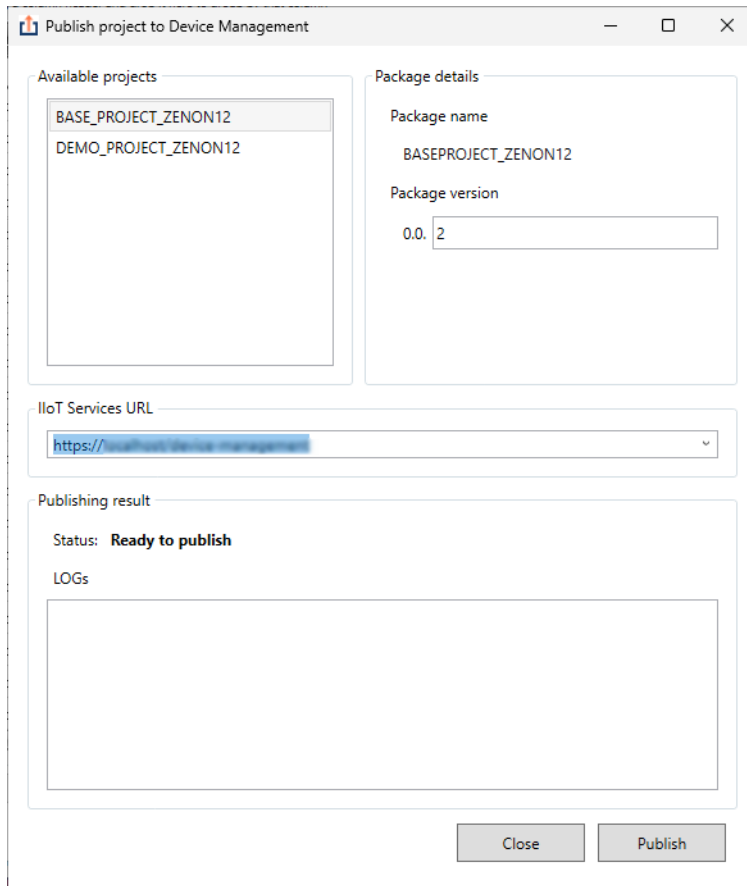 Publish project to Device Management
Available projects
BASE_PROJECT_ZENON12
DEMO_PROJECT_ZENON12
Package details
Package name
BASEPROJECT_ZENON12
Package version
0.0. 2
IIoT Services URL
https://
Publishing result
Status: Ready to publish
LOGs
Close Publish